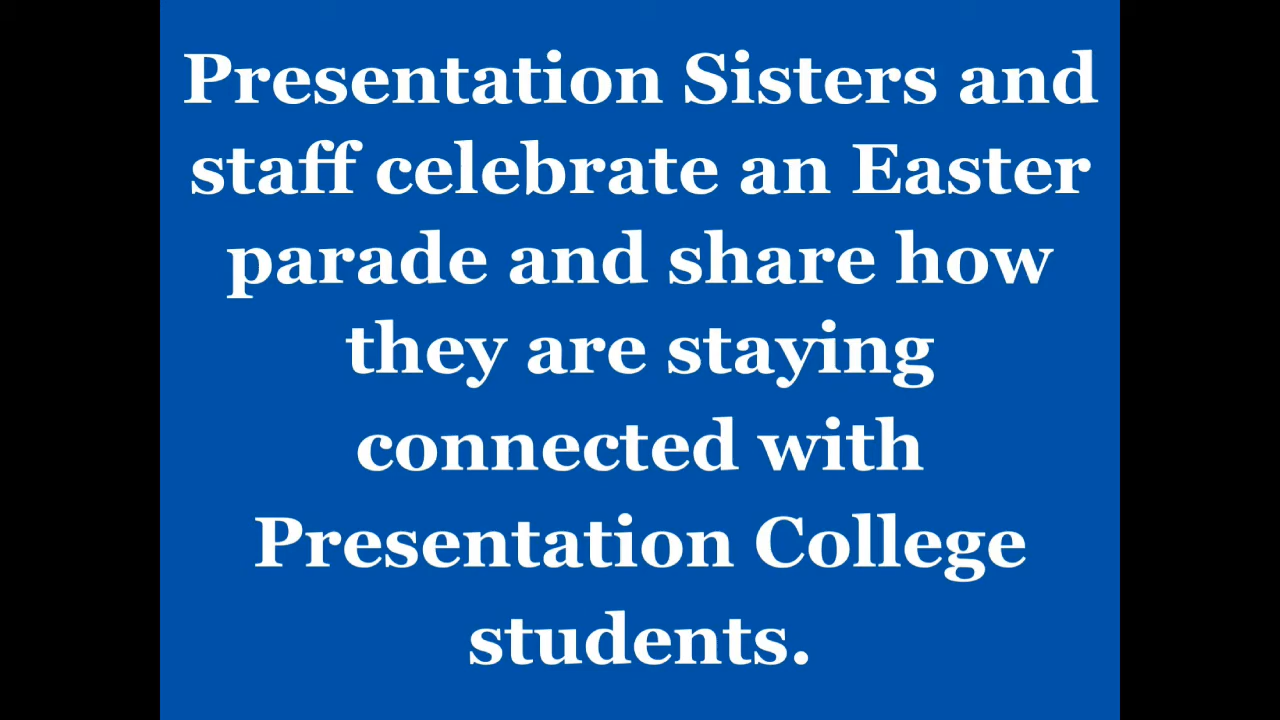 Presentation Sisters and
staff celebrate an Easter
parade and share how
they are staying
connected with
Presentation College
students.